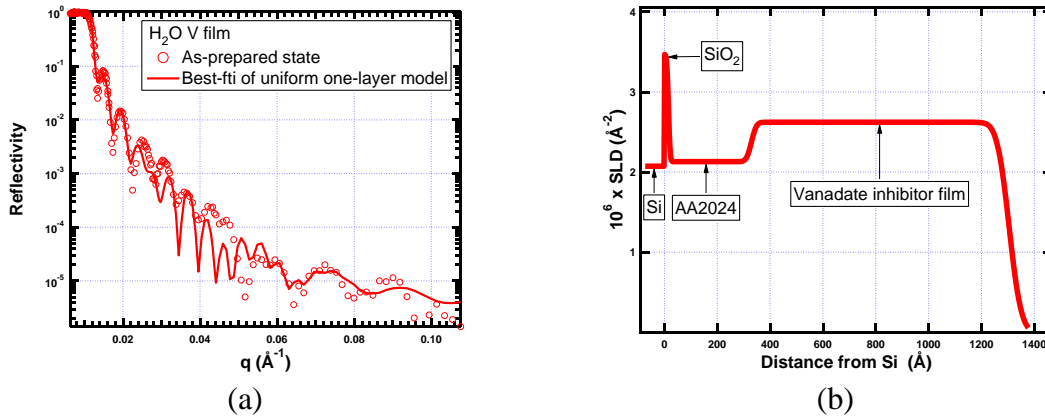 H2O V film
As-prepared state
Best-fti of uniform one-layer model
10^0
10^-1
10^-2
10^-3
10^-4
10^-5
Reflectivity
0.02
0.04
0.06
0.08
0.10
q (Å^-1)
(a)
4
3
2
1
10^6 x SLD (Å^-2)
SiO2
Si
AA2024
Vanadate inhibitor film
0
200
400
600
800
1000
1200
1400
Distance from Si (Å)
(b)